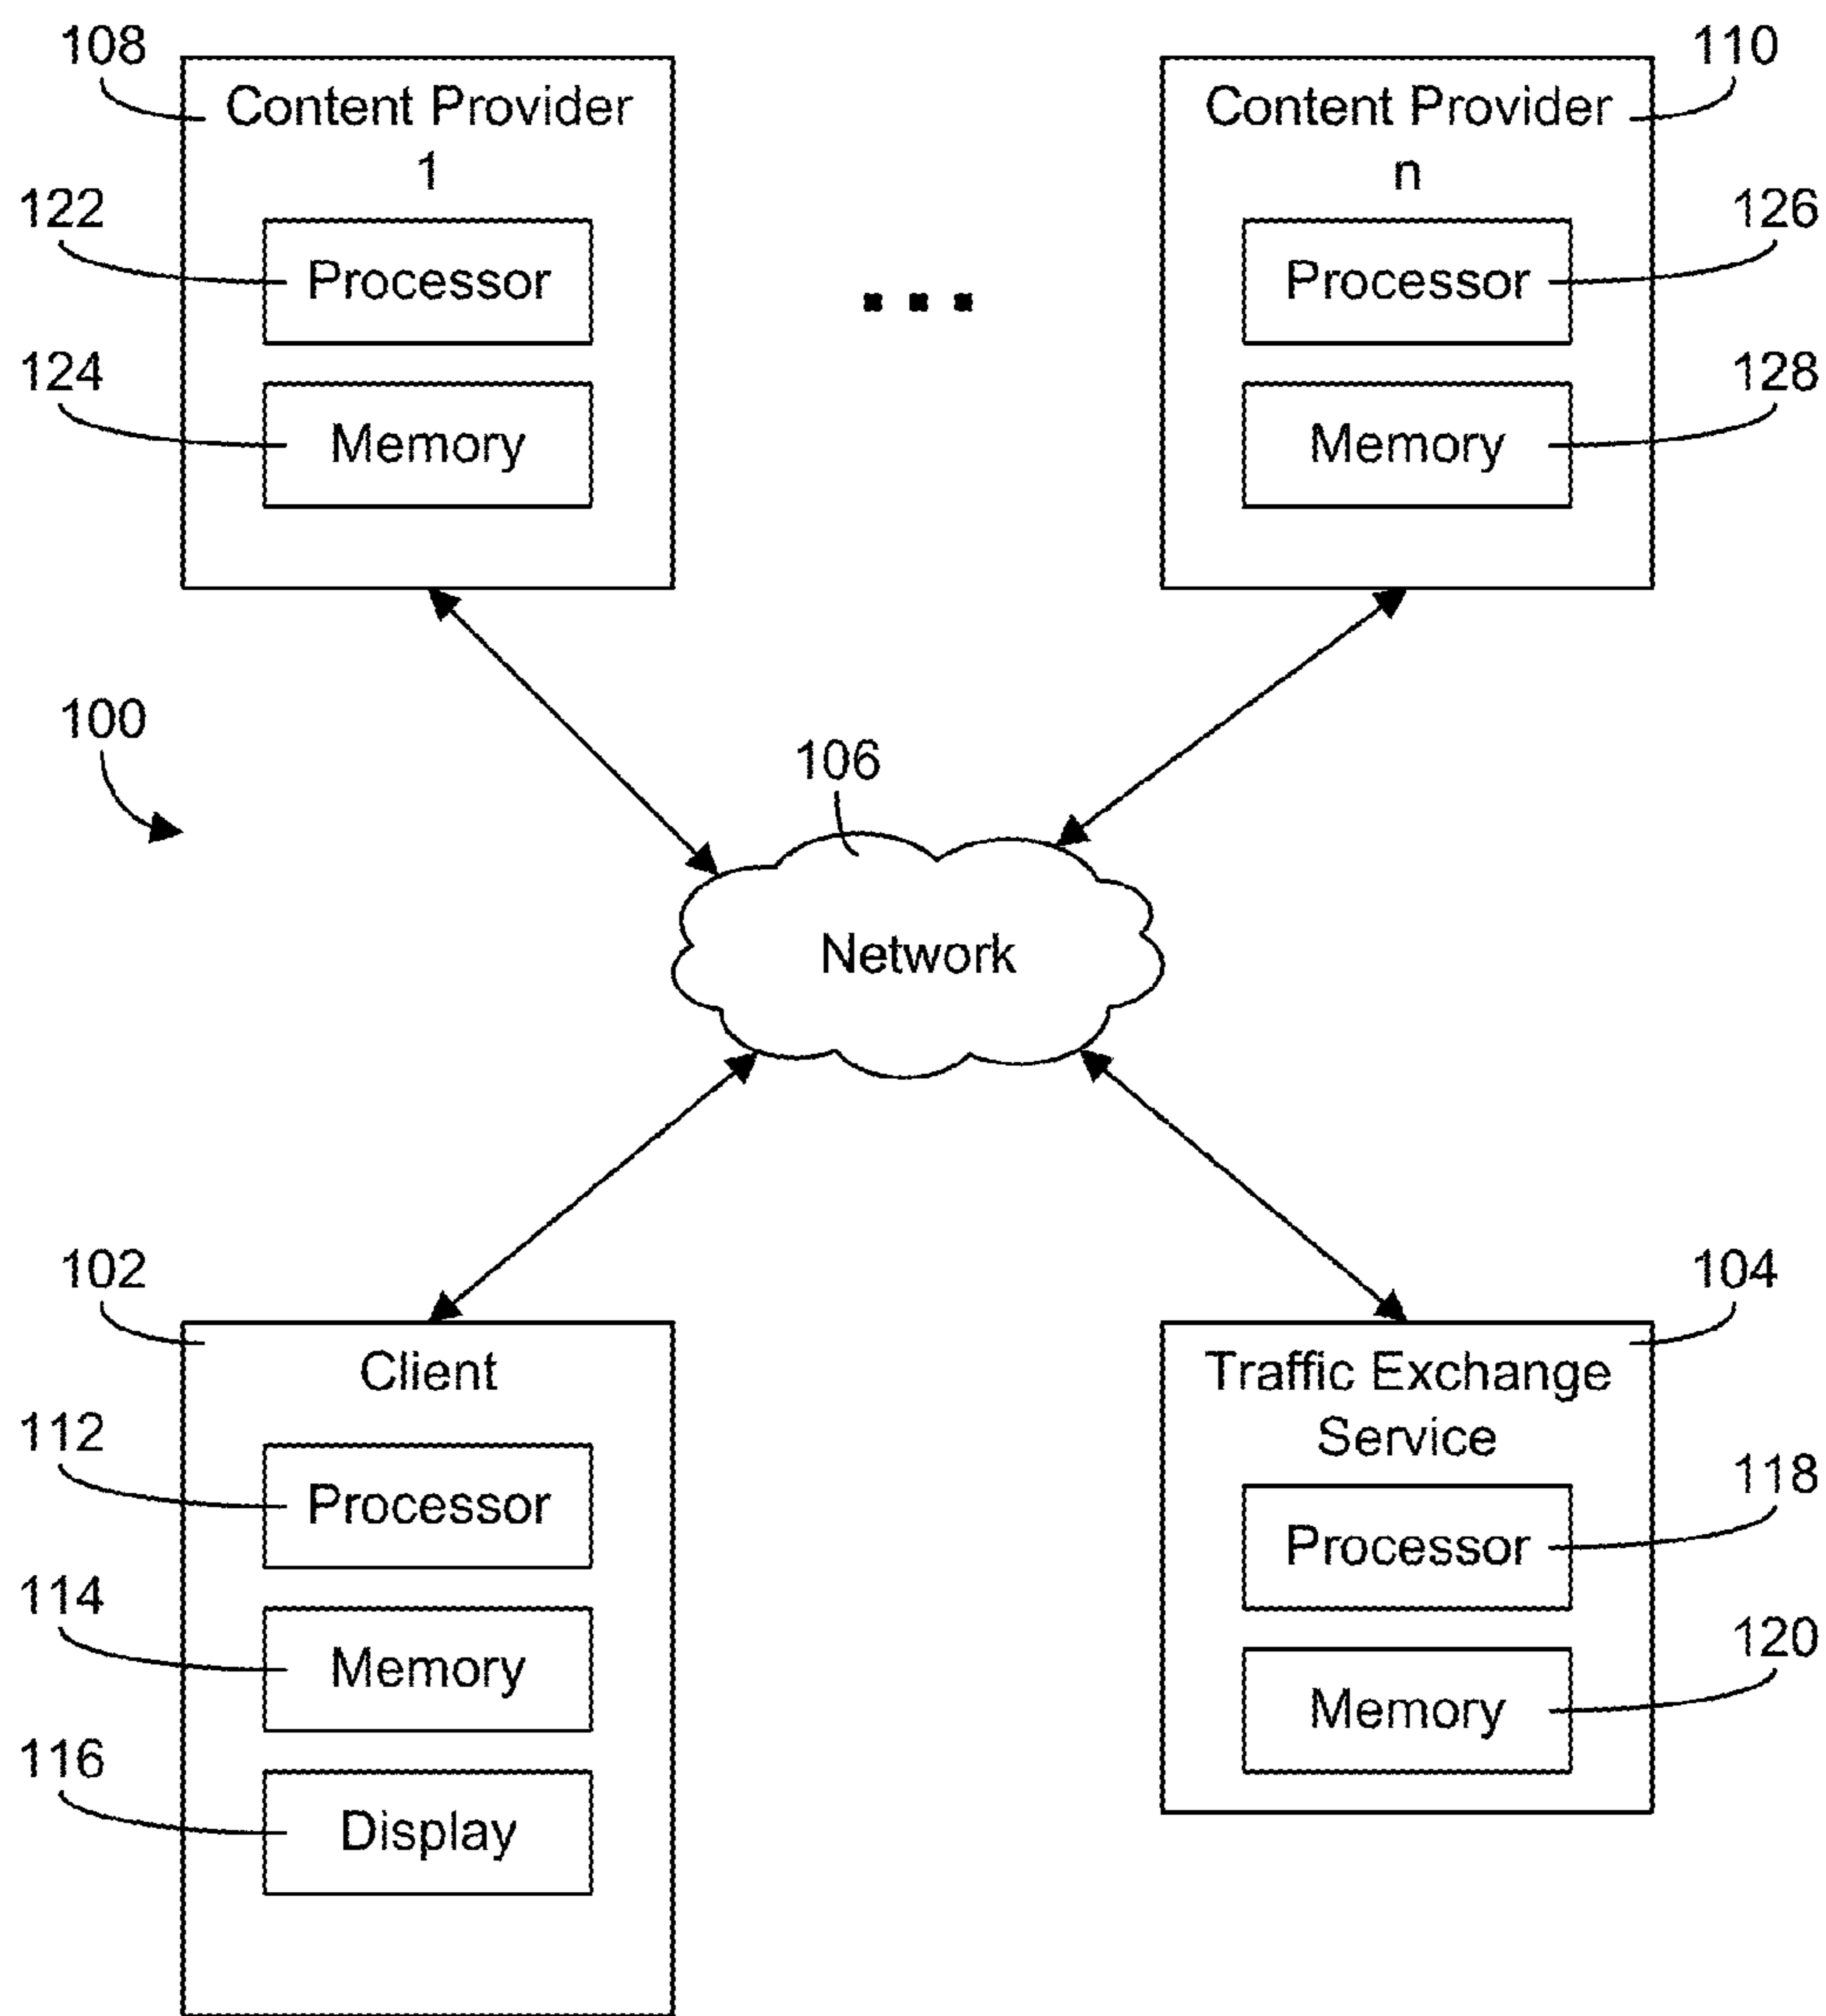 108
Content Provider
1
122
Processor
124
Memory
110
Content Provider
n
126
Processor
128
Memory
...
100
106
Network
102
Client
112
Processor
114
Memory
116
Display
104
Traffic Exchange
Service
118
Processor
120
Memory